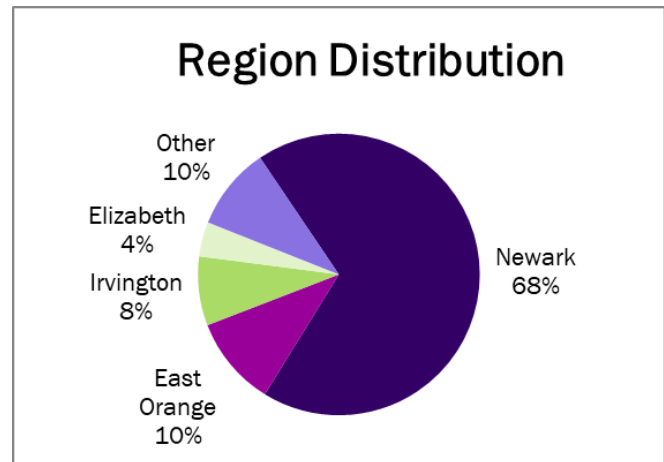 Region Distribution
Other
10%
Elizabeth
4%
Irvington
8%
East
Orange
10%
Newark
68%